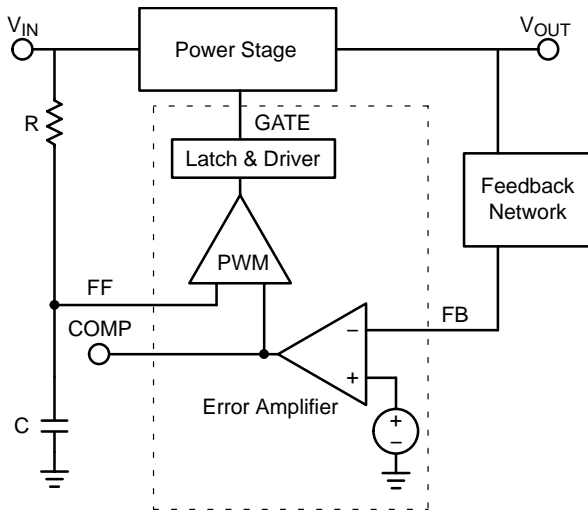 VIN
VOUT
Power Stage
R
GATE
Latch & Driver
Feedback
Network
PWM
FF
FB
COMP
−
+
Error Amplifier
+
−
C